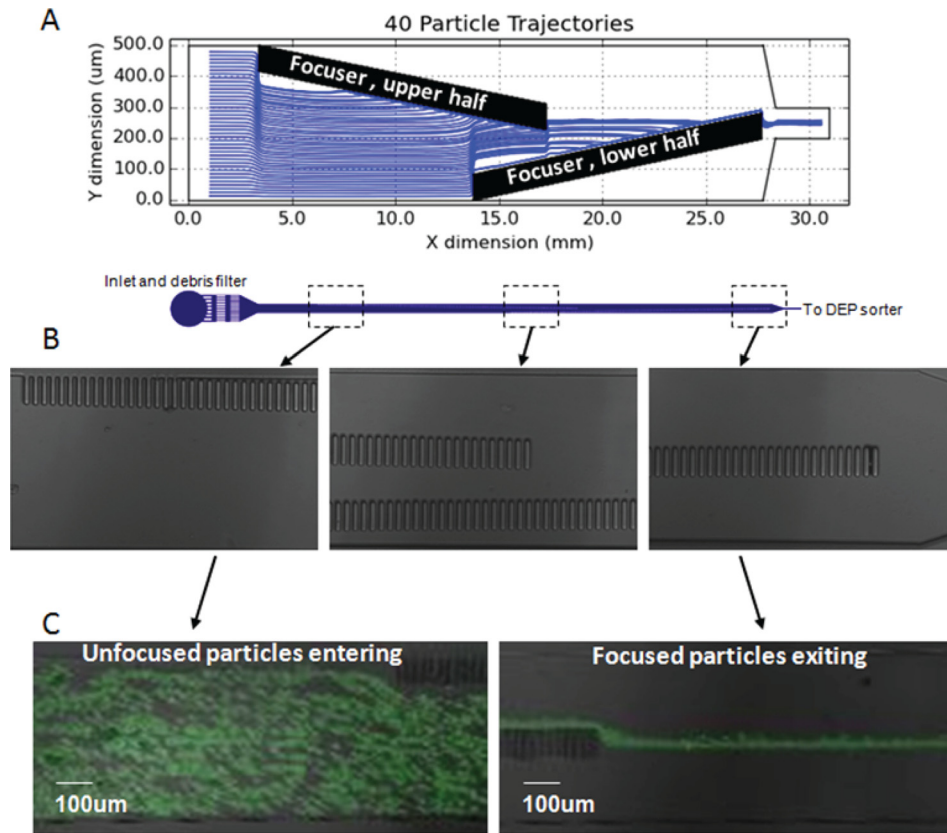 A
40 Particle Trajectories
Y dimension (um)
500.0
400.0
300.0
200.0
100.0
0.0
Focuser , upper half
Focuser , lower half
0.0 5.0 10.0 15.0 20.0 25.0 30.0
X dimension (mm)
Inlet and debris filter
To DEP sorter
B
C
Unfocused particles entering
100um
Focused particles exiting
100um